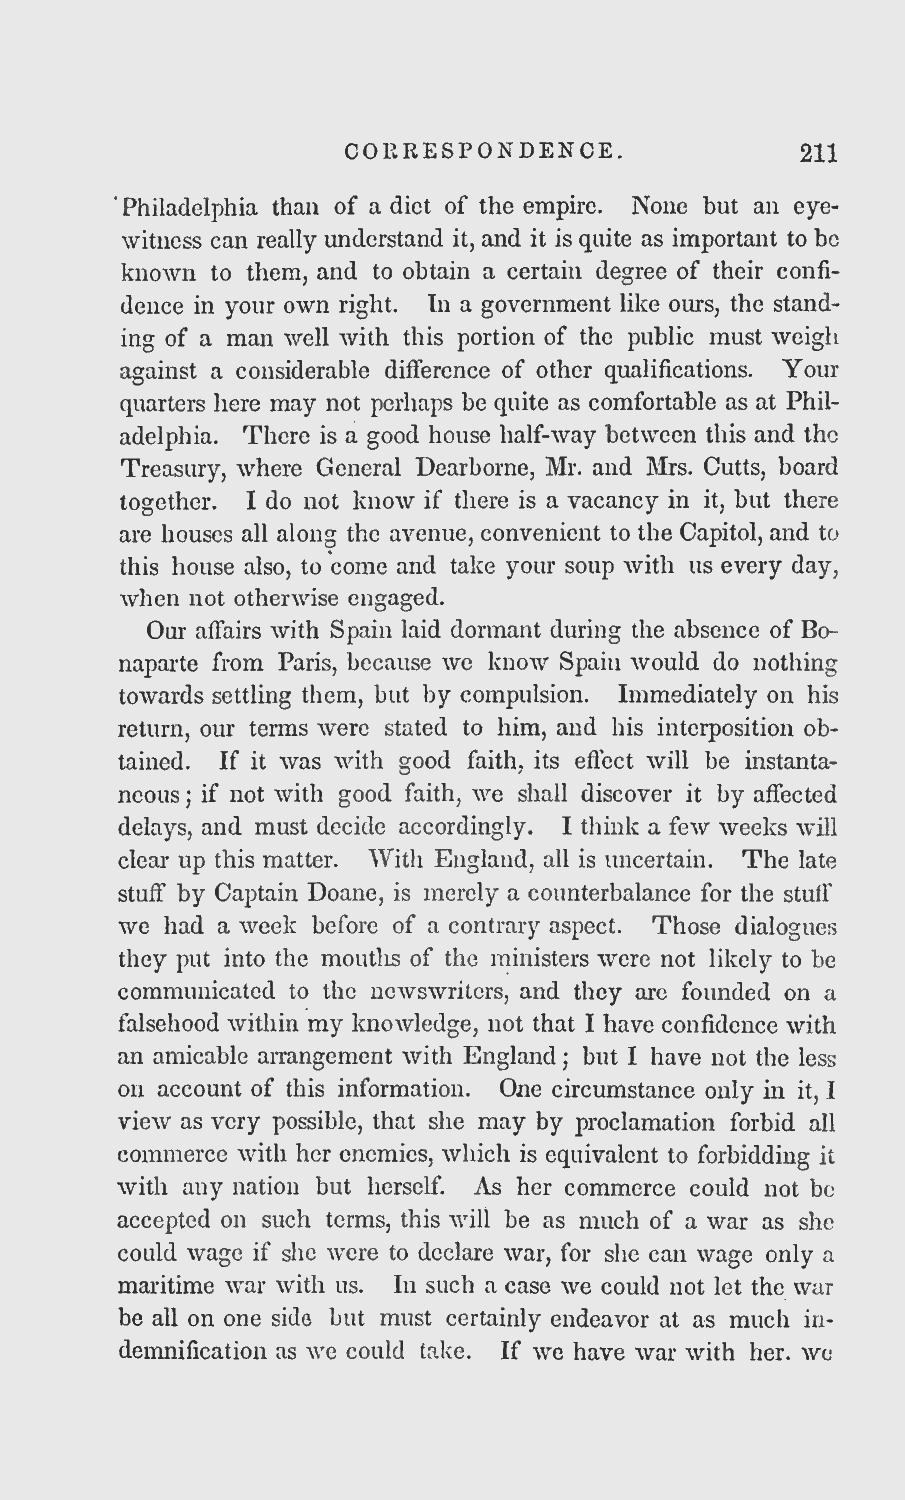 CORRESPONDENCE. 211
Philadelphia than of a diet of the empire. None but an eye-
witness can really understand it, and it is quite as important to be
known to them, and to obtain a certain degree of their confi-
dence in your own right. In a government like ours, the stand-
ing of a man well with this portion of the public must weigh
against a considerable difference of other qualifications. Your
quarters here may not perhaps be quite as comfortable as at Phil-
adelphia. There is a good house half-way between this and the
Treasury, where General Dearborne, Mr. and Mrs. Cutts, board
together. I do not know if there is a vacancy in it, but there
are houses all along the avenue, convenient to the Capitol, and to
this house also, to come and take your soup with us every day,
when not otherwise engaged.
Our affairs with Spain laid dormant during the absence of Bo-
naparte from Paris, because we know Spain would do nothing
towards settling them, but by compulsion. Immediately on his
return, our terms were stated to him, and his interposition ob-
tained. If it was with good faith, its effect will be instanta-
neous; if not with good faith, we shall discover it by affected
delays, and must decide accordingly. I think a few weeks will
clear up this matter. With England, all is uncertain. The late
stuff by Captain Doane, is merely a counterbalance for the stuff
we had a week before of a contrary aspect. Those dialogues
they put into the mouths of the ministers were not likely to be
communicated to the newswriters, and they are founded on a
falsehood within my knowledge, not that I have confidence with
an amicable arrangement with England; but I have not the less
on account of this information. One circumstance only in it, I
view as very possible, that she may by proclamation forbid all
commerce with her enemies, which is equivalent to forbidding it
with any nation but herself. As her commerce could not be
accepted on such terms, this will be as much of a war as she
could wage if she were to declare war, for she can wage only a
maritime war with us. In such a case we could not let the war
be all on one side but must certainly endeavor at as much in-
demnification as we could take. If we have war with her. we